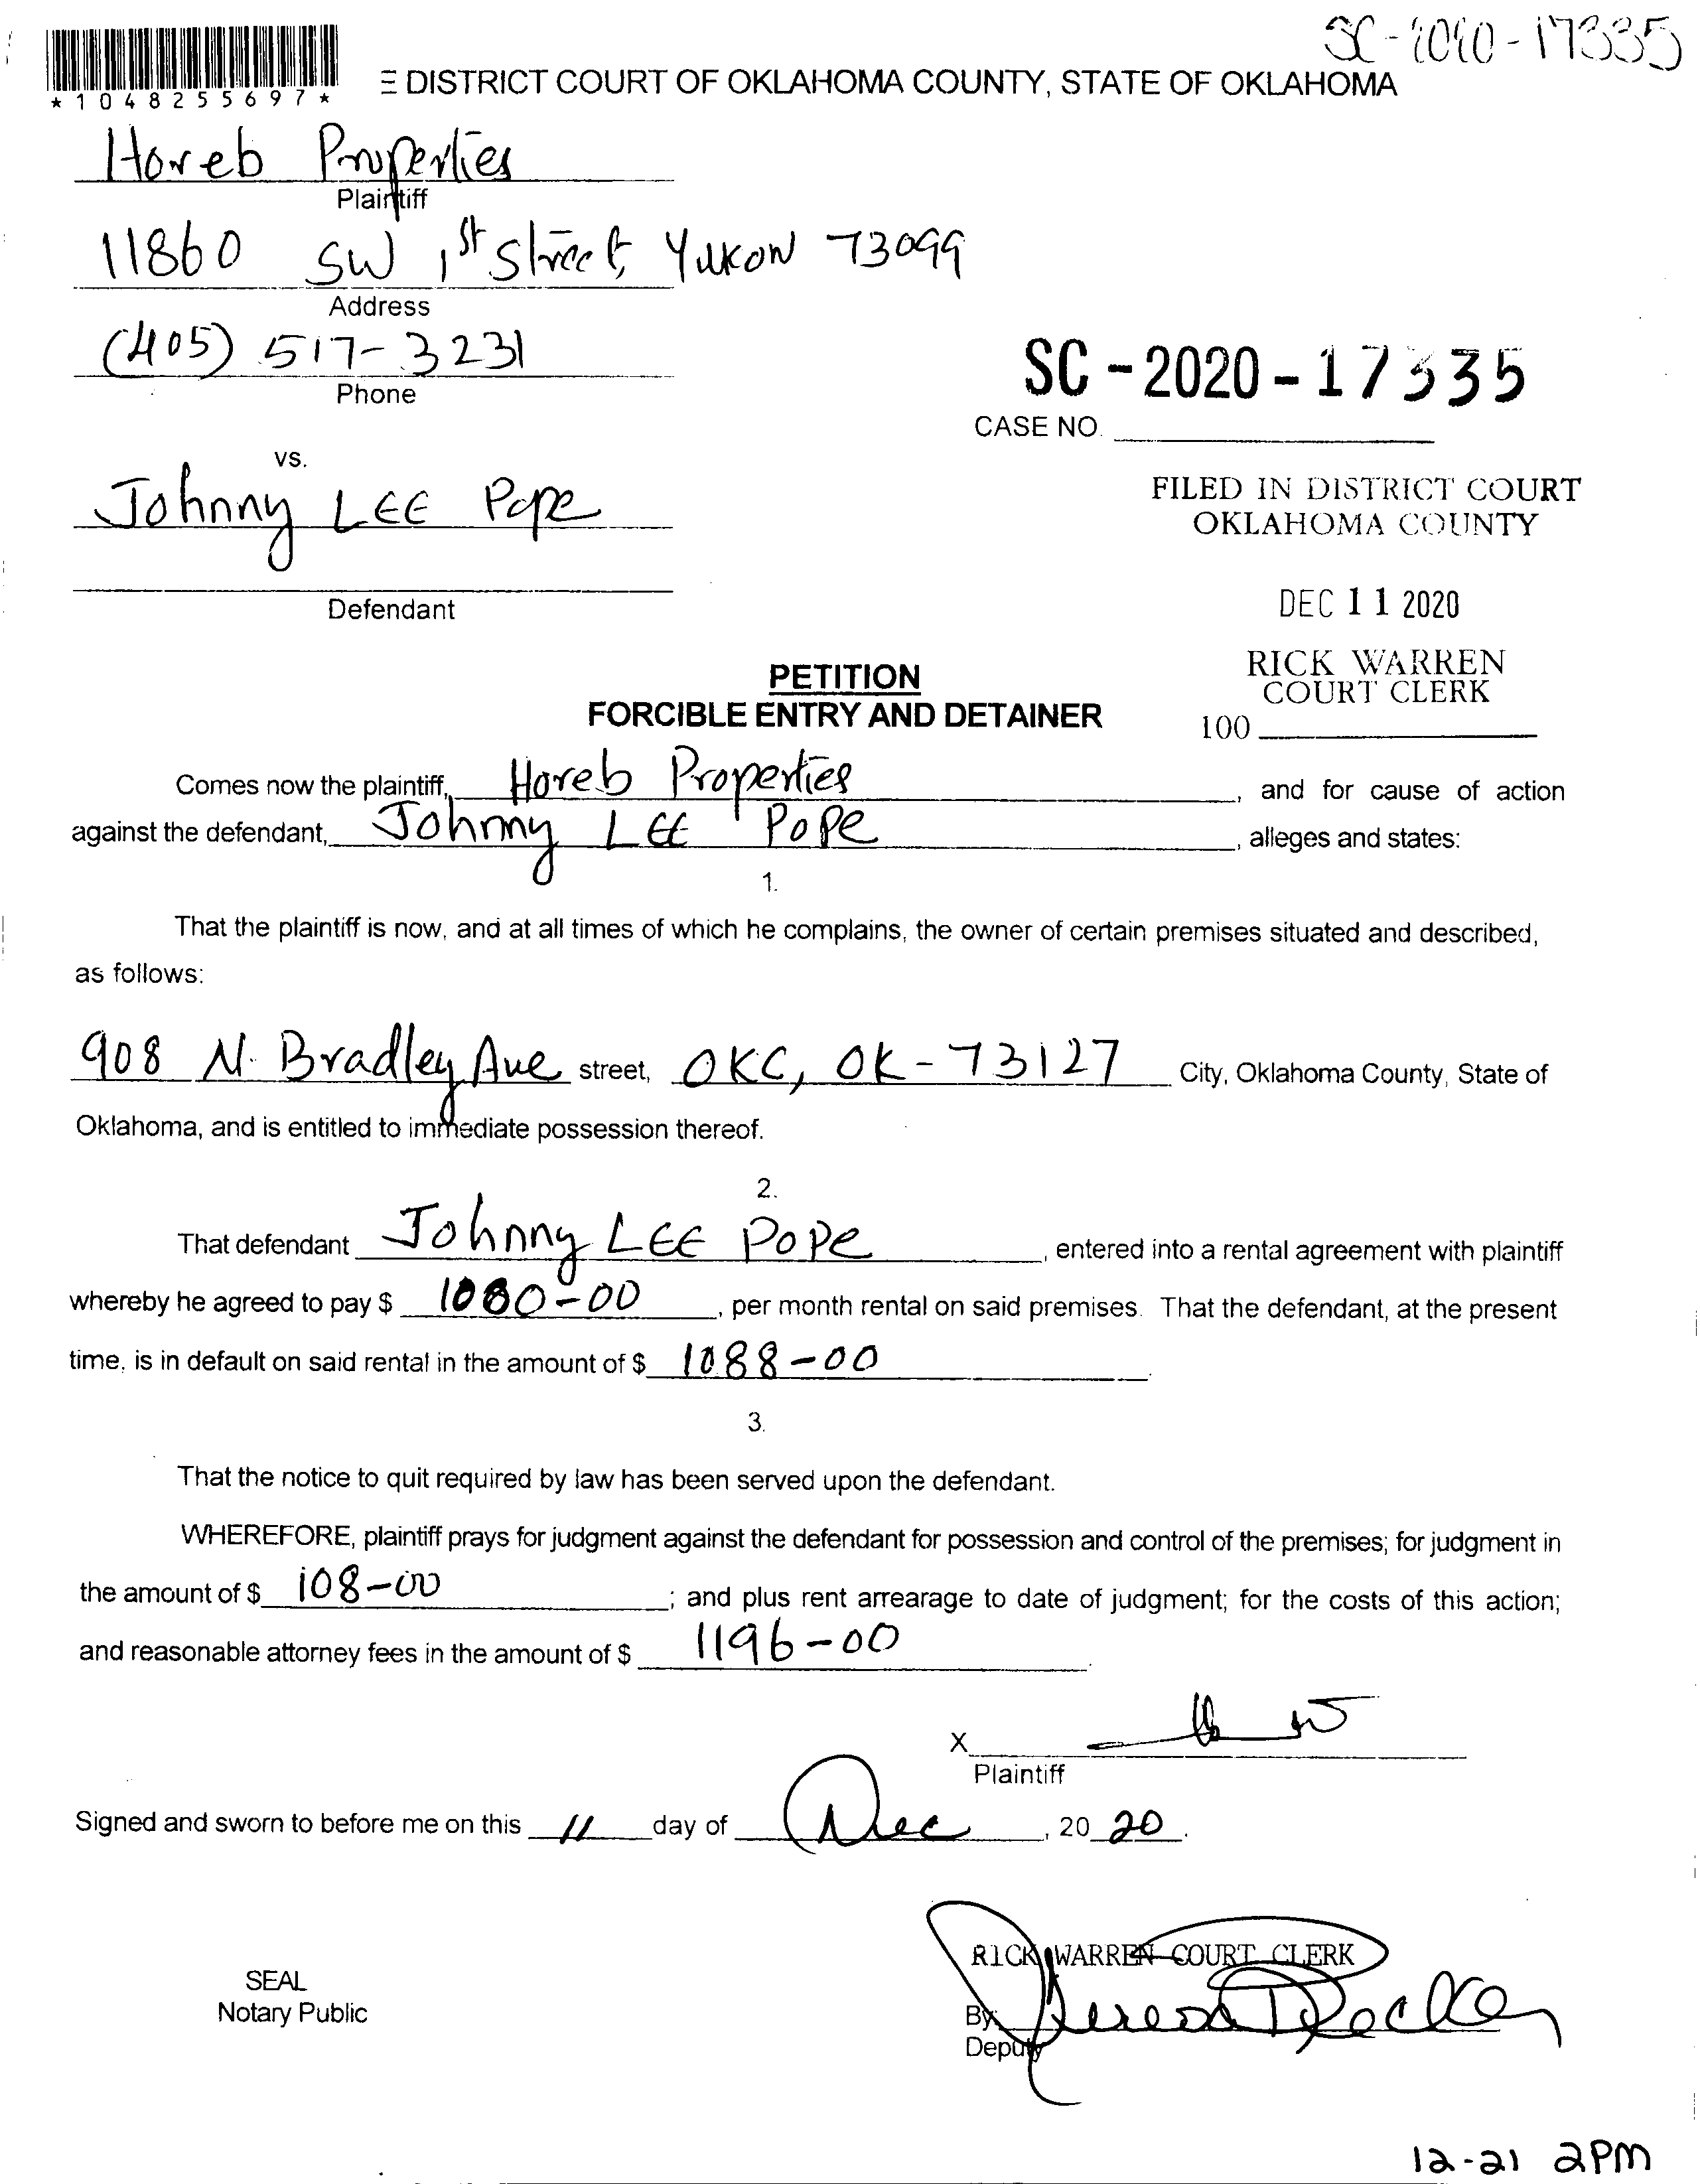 SC-2020-17335
*1048255697*
E DISTRICT COURT OF OKLAHOMA COUNTY, STATE OF OKLAHOMA
Horeb Properties
Plaintiff
11860 SW 1st Street, Yukon 73099
Address
(405) 517-3231
Phone
SC-2020-17335
CASE NO.
vs.
Johnny LEE Pope
FILED IN DISTRICT COURT
OKLAHOMA COUNTY
Defendant
DEC 11 2020
RICK WARREN
COURT CLERK
100
PETITION
FORCIBLE ENTRY AND DETAINER
Comes now the plaintiff, Horeb Properties, and for cause of action
against the defendant, Johnny LEE Pope, alleges and states:
1.
That the plaintiff is now, and at all times of which he complains, the owner of certain premises situated and described,
as follows:
908 N. Bradley Ave street, OKC, OK-73127 City, Oklahoma County, State of
Oklahoma, and is entitled to immediate possession thereof.
2.
That defendant Johnny LEE Pope, entered into a rental agreement with plaintiff
whereby he agreed to pay $ 1080-00, per month rental on said premises. That the defendant, at the present
time, is in default on said rental in the amount of $ 1088-00.
3.
That the notice to quit required by law has been served upon the defendant.
WHEREFORE, plaintiff prays for judgment against the defendant for possession and control of the premises; for judgment in
the amount of $ 108-00; and plus rent arrearage to date of judgment; for the costs of this action;
and reasonable attorney fees in the amount of $ 1196-00.
X
Plaintiff
Signed and sworn to before me on this 11 day of Dec, 2020.
RICK WARREN COURT CLERK
SEAL
Notary Public
By:
Deputy
12-21 2PM